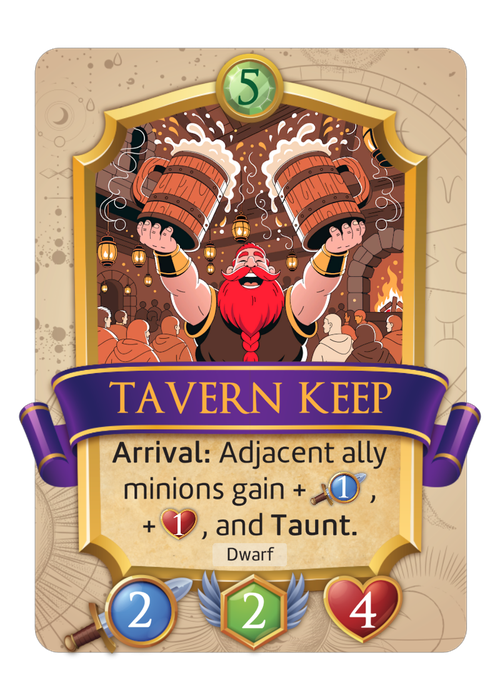 5
TAVERN KEEP
Arrival: Adjacent ally
minions gain + 1 ,
+ 1 , and Taunt.
Dwarf
2 2 4